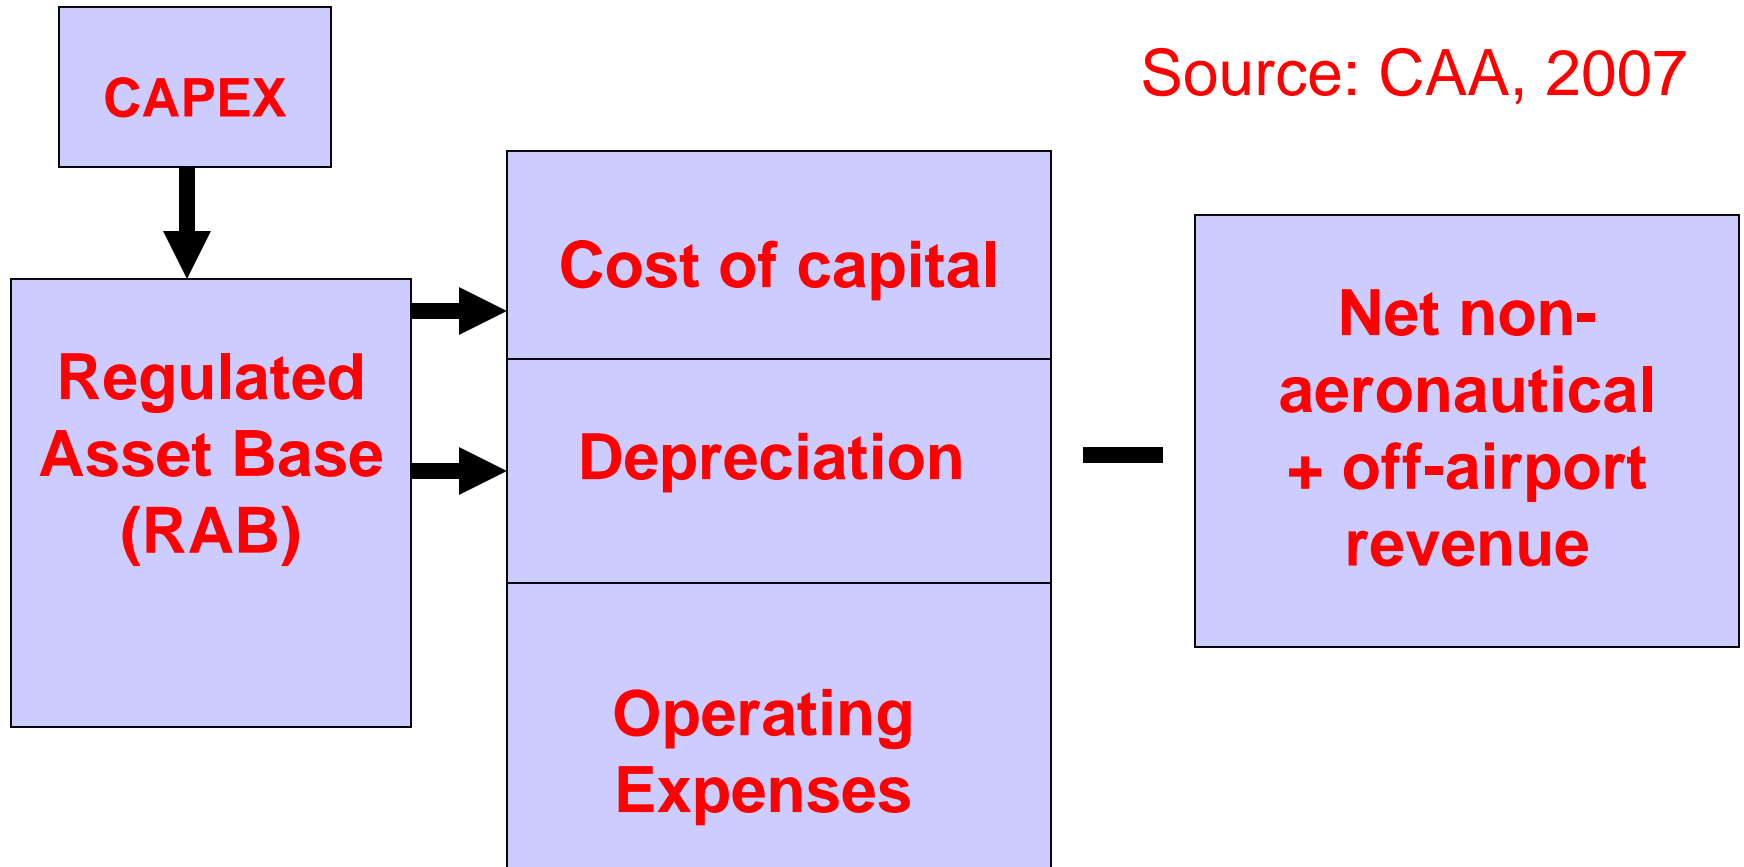 CAPEX
Source: CAA, 2007
Regulated
Asset Base
(RAB)
Cost of capital
Depreciation
Operating
Expenses
Net non-
aeronautical
+ off-airport
revenue